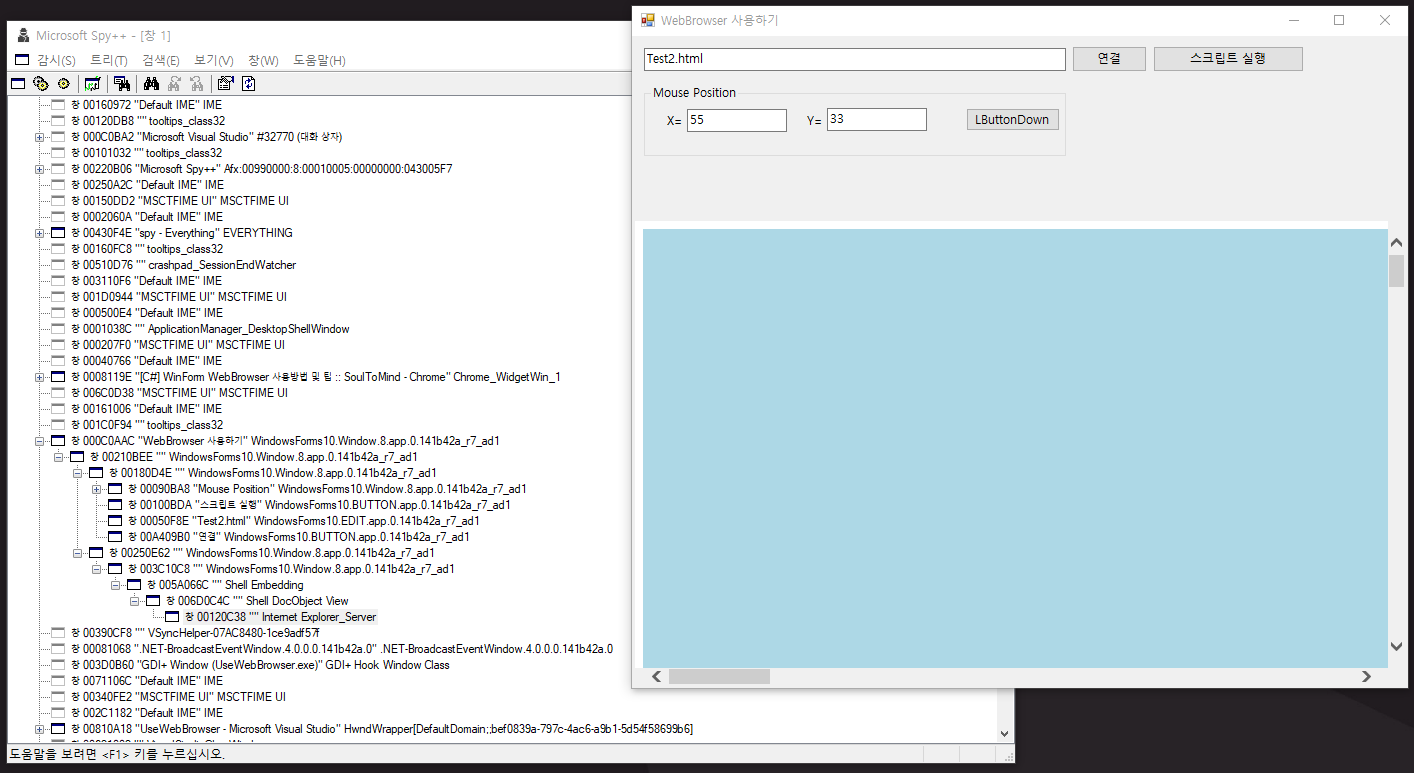 Microsoft Spy++ - [창 1]
감시(S) 트리(T) 검색(E) 보기(V) 창(W) 도움말(H)
창 00160972 "Default IME" IME
창 00120DB8 "" tooltips_class32
창 000C0BA2 "Microsoft Visual Studio" #32770 (대화 상자)
창 00101032 "" tooltips_class32
창 00220B06 "Microsoft Spy++" Afx:00990000:8:00010005:00000000:043005F7
창 00250A2C "Default IME" IME
창 00150DD2 "MSCTFIME UI" MSCTFIME UI
창 0002060A "Default IME" IME
창 00430F4E "spy - Everything" EVERYTHING
창 00160FC8 "" tooltips_class32
창 00510D76 "" crashpad_SessionEndWatcher
창 003110F6 "Default IME" IME
창 001D0944 "MSCTFIME UI" MSCTFIME UI
창 000500E4 "Default IME" IME
창 0001038C "" ApplicationManager_DesktopShellWindow
창 000207F0 "MSCTFIME UI" MSCTFIME UI
창 00040766 "Default IME" IME
창 0008119E "[C#] WinForm WebBrowser 사용방법 및 팁 :: SoulToMind - Chrome" Chrome_WidgetWin_1
창 006C0D38 "MSCTFIME UI" MSCTFIME UI
창 00161006 "Default IME" IME
창 001C0F94 "" tooltips_class32
창 000C0AAC "WebBrowser 사용하기" WindowsForms10.Window.8.app.0.141b42a_r7_ad1
창 00210BEE "" WindowsForms10.Window.8.app.0.141b42a_r7_ad1
창 00180D4E "" WindowsForms10.Window.8.app.0.141b42a_r7_ad1
창 00090BA8 "Mouse Position" WindowsForms10.Window.8.app.0.141b42a_r7_ad1
창 00100BDA "스크립트 실행" WindowsForms10.BUTTON.app.0.141b42a_r7_ad1
창 00050F8E "Test2.html" WindowsForms10.EDIT.app.0.141b42a_r7_ad1
창 00A409B0 "연결" WindowsForms10.BUTTON.app.0.141b42a_r7_ad1
창 00250E62 "" WindowsForms10.Window.8.app.0.141b42a_r7_ad1
창 003C10C8 "" WindowsForms10.Window.8.app.0.141b42a_r7_ad1
창 005A066C "" Shell Embedding
창 006D0C4C "" Shell DocObject View
창 00120C38 "" Internet Explorer_Server
창 00390CF8 "" VSyncHelper-07AC8480-1ce9adf57f
창 00081068 ".NET-BroadcastEventWindow.4.0.0.0.141b42a.0" .NET-BroadcastEventWindow.4.0.0.0.141b42a.0
창 003D0B60 "GDI+ Window (UseWebBrowser.exe)" GDI+ Hook Window Class
창 0071106C "Default IME" IME
창 00340FE2 "MSCTFIME UI" MSCTFIME UI
창 002C1182 "Default IME" IME
창 00810A18 "UseWebBrowser - Microsoft Visual Studio" HwndWrapper[DefaultDomain;;bef0839a-797c-4ac6-a9b1-5d54f58699b6]
도움말을 보려면 <F1> 키를 누르십시오.
WebBrowser 사용하기
Test2.html 연결 스크립트 실행
Mouse Position
X= 55 Y= 33 LButtonDown